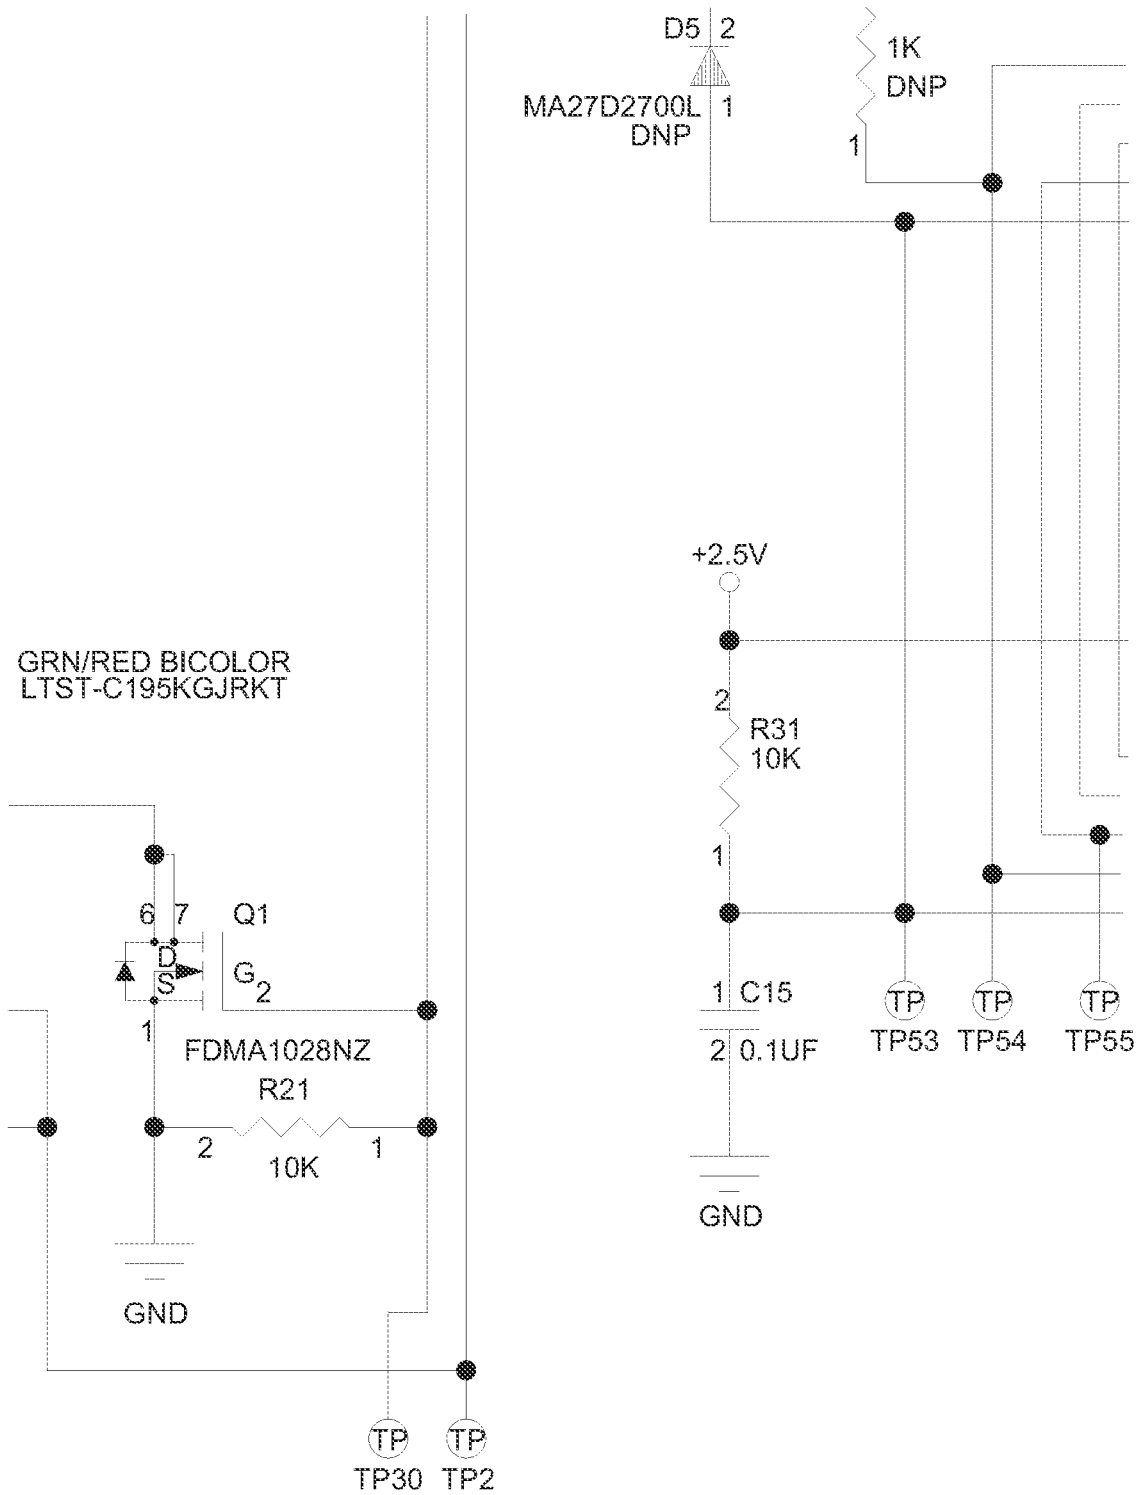 D5 2
1K
DNP
MA27D2700L 1
DNP
1
+2.5V
GRN/RED BICOLOR
LTST-C195KGJRKT
2
R31
10K
1
6 7 Q1
D
S
G
2
1
FDMA1028NZ
R21
2 1
10K
GND
1 C15
2 0.1UF
GND
TP TP TP
TP53 TP54 TP55
TP TP
TP30 TP2